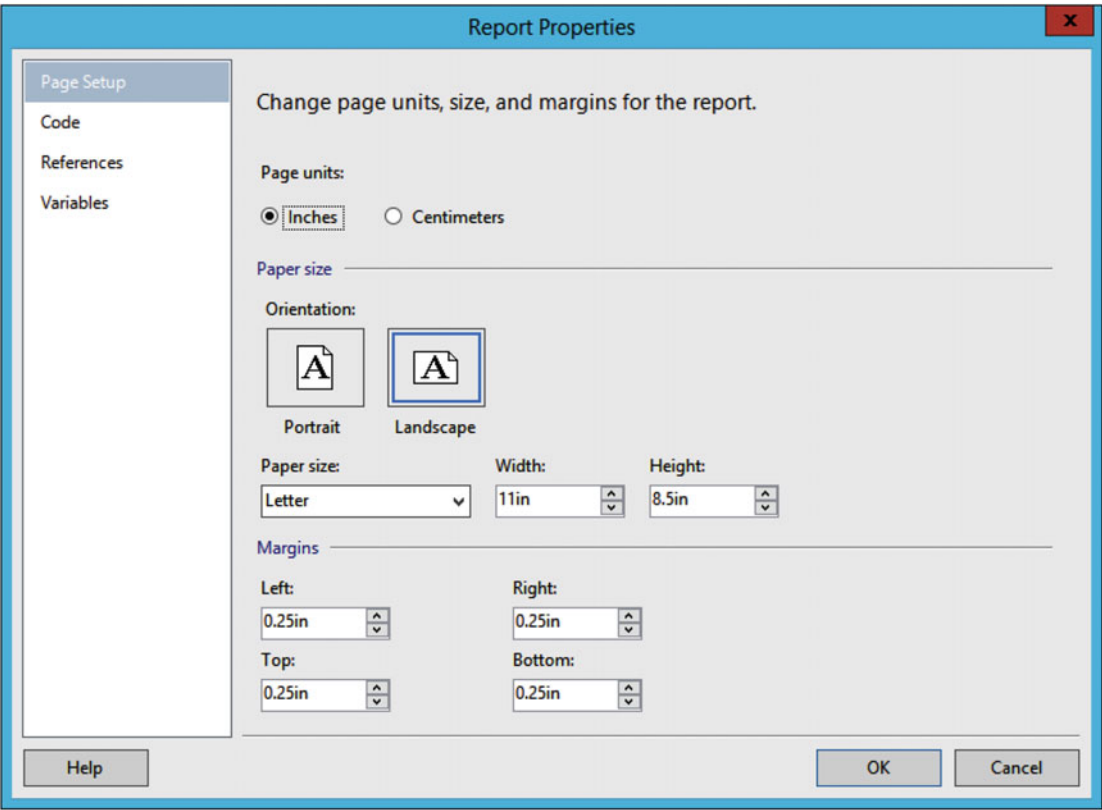 Report Properties
x
Page Setup
Code
References
Variables
Change page units, size, and margins for the report.
Page units:
Inches Centimeters
Paper size
Orientation:
A A
Portrait Landscape
Paper size: Width: Height:
Letter 11in 8.5in
Margins
Left: Right:
0.25in 0.25in
Top: Bottom:
0.25in 0.25in
Help OK Cancel